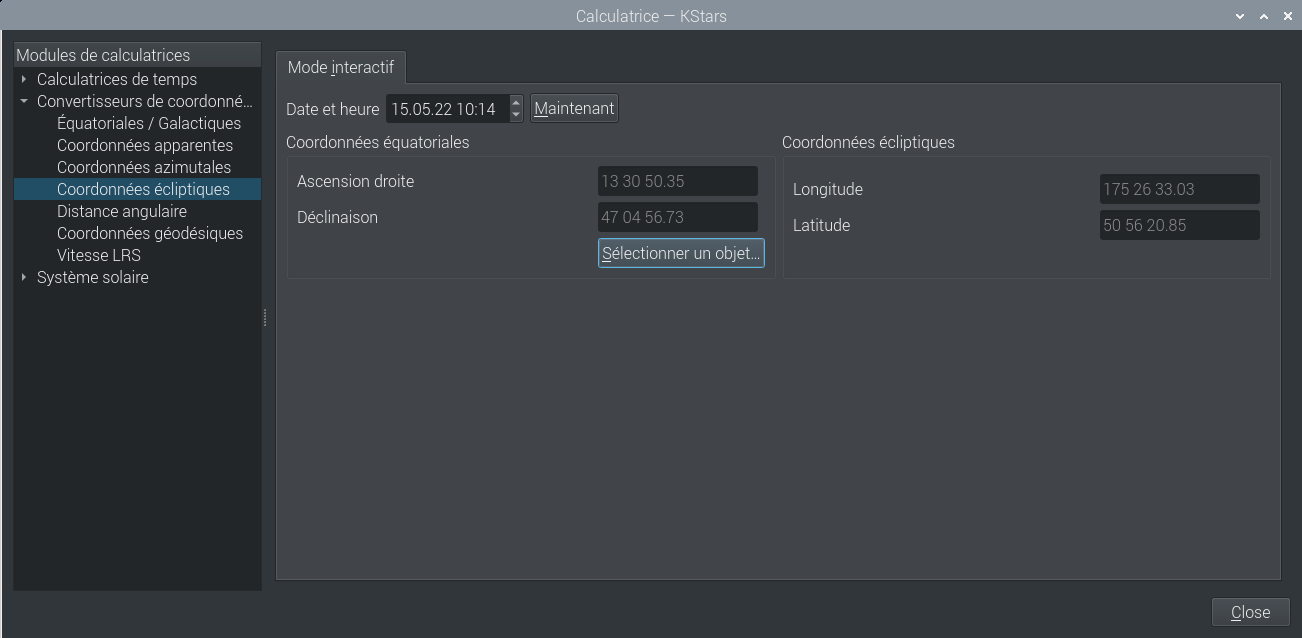 Calculatrice — KStars
Modules de calculatrices
Calculatrices de temps
Convertisseurs de coordonné...
Équatoriales / Galactiques
Coordonnées apparentes
Coordonnées azimutales
Coordonnées écliptiques
Distance angulaire
Coordonnées géodésiques
Vitesse LRS
Système solaire
Mode interactif
Date et heure 15.05.22 10:14 Maintenant
Coordonnées équatoriales
Ascension droite 13 30 50.35
Déclinaison 47 04 56.73
Sélectionner un objet...
Coordonnées écliptiques
Longitude 175 26 33.03
Latitude 50 56 20.85
Close